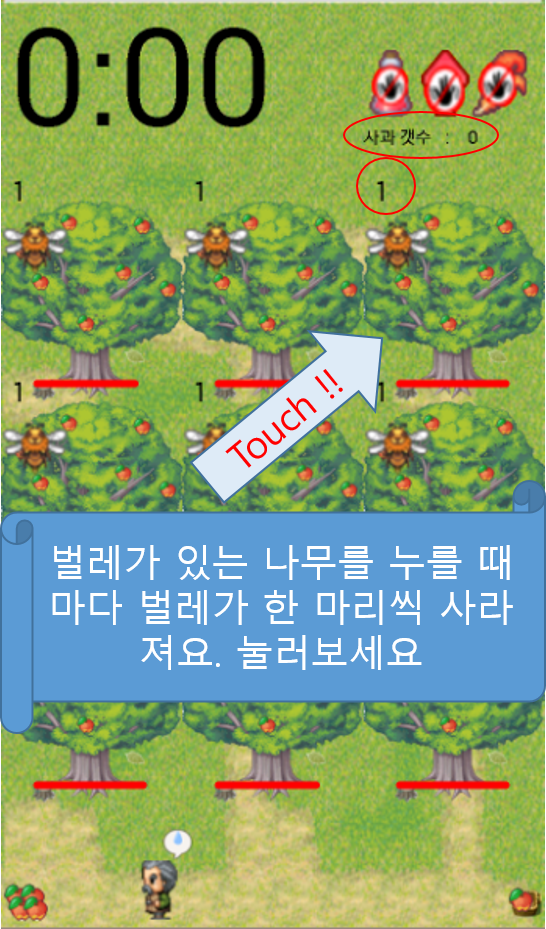 0:00
사과 갯수 : 0
1 1 1
1 1 1
Touch !!
벌레가 있는 나무를 누를 때
마다 벌레가 한 마리씩 사라
져요. 눌러보세요